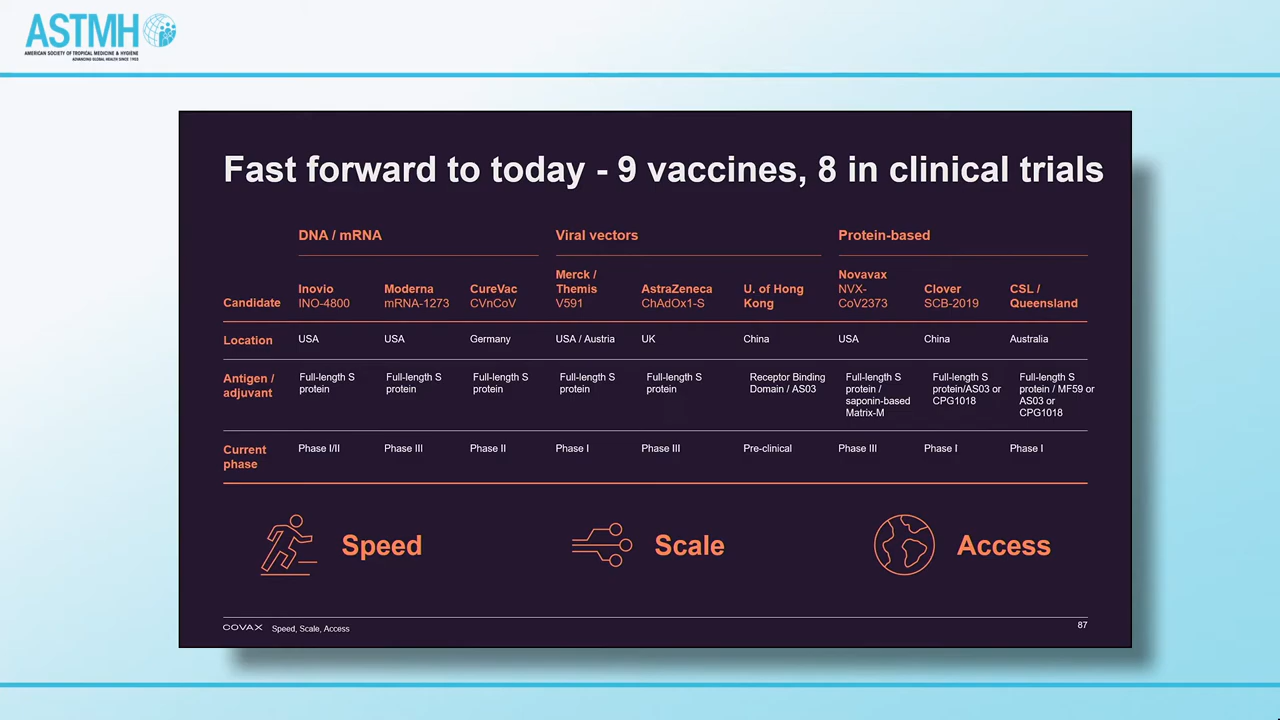 ASTMH
AMERICAN SOCIETY OF TROPICAL MEDICINE & HYGIENE
ADVANCING GLOBAL HEALTH SINCE 1903
Fast forward to today - 9 vaccines, 8 in clinical trials
DNA / mRNA
Viral vectors
Protein-based
Candidate
Inovio
INO-4800
Moderna
mRNA-1273
CureVac
CVnCoV
Merck /
Themis
V591
AstraZeneca
ChAdOx1-S
U. of Hong
Kong
Novavax
NVX-
CoV2373
Clover
SCB-2019
CSL /
Queensland
Location
USA
USA
Germany
USA / Austria
UK
China
USA
China
Australia
Antigen /
adjuvant
Full-length S
protein
Full-length S
protein
Full-length S
protein
Full-length S
protein
Full-length S
protein
Receptor Binding
Domain / AS03
Full-length S
protein /
saponin-based
Matrix-M
Full-length S
protein/AS03 or
CPG1018
Full-length S
protein / MF59 or
AS03 or
CPG1018
Current
phase
Phase I/II
Phase III
Phase II
Phase I
Phase III
Pre-clinical
Phase III
Phase I
Phase I
Speed
Scale
Access
COVAX
Speed, Scale, Access
87